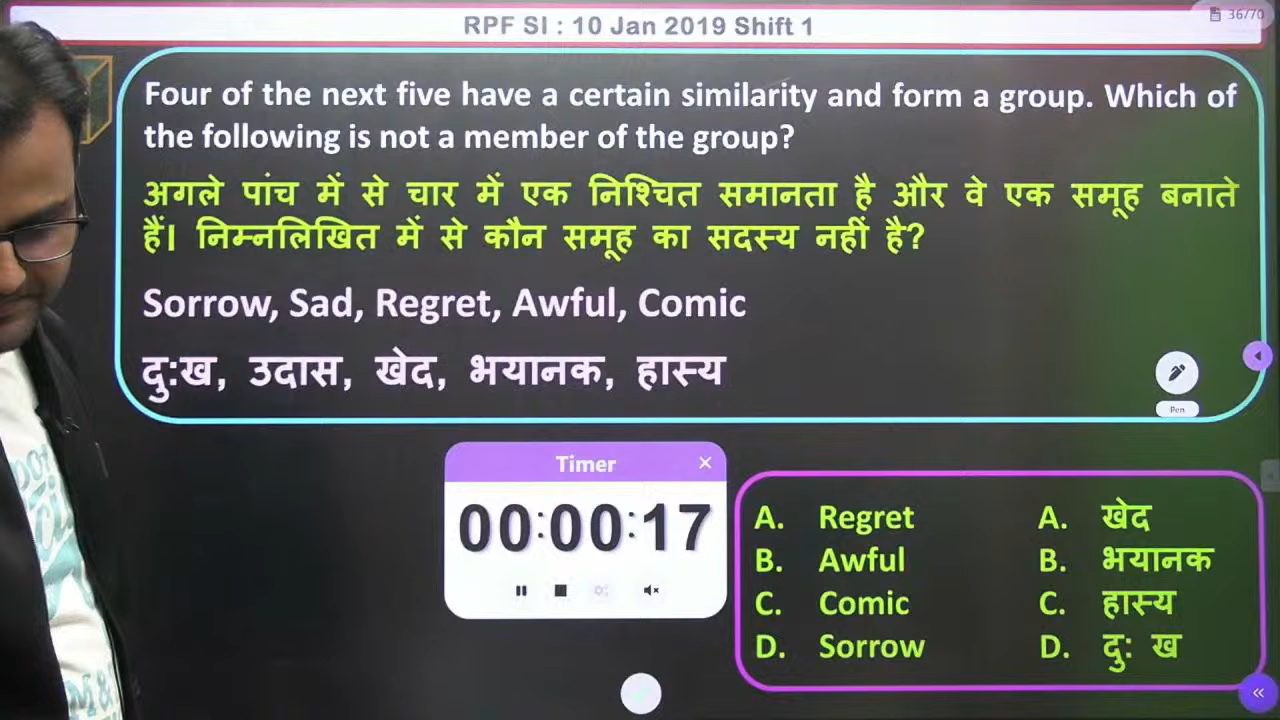 RPF SI : 10 Jan 2019 Shift 1
36/70
Four of the next five have a certain similarity and form a group. Which of
the following is not a member of the group?
अगले पांच में से चार में एक निश्चित समानता है और वे एक समूह बनाते
हैं। निम्नलिखित में से कौन समूह का सदस्य नहीं है?
Sorrow, Sad, Regret, Awful, Comic
दु:ख, उदास, खेद, भयानक, हास्य
Pen
Timer
00:00:17
A. Regret A. खेद
B. Awful B. भयानक
C. Comic C. हास्य
D. Sorrow D. दु: ख